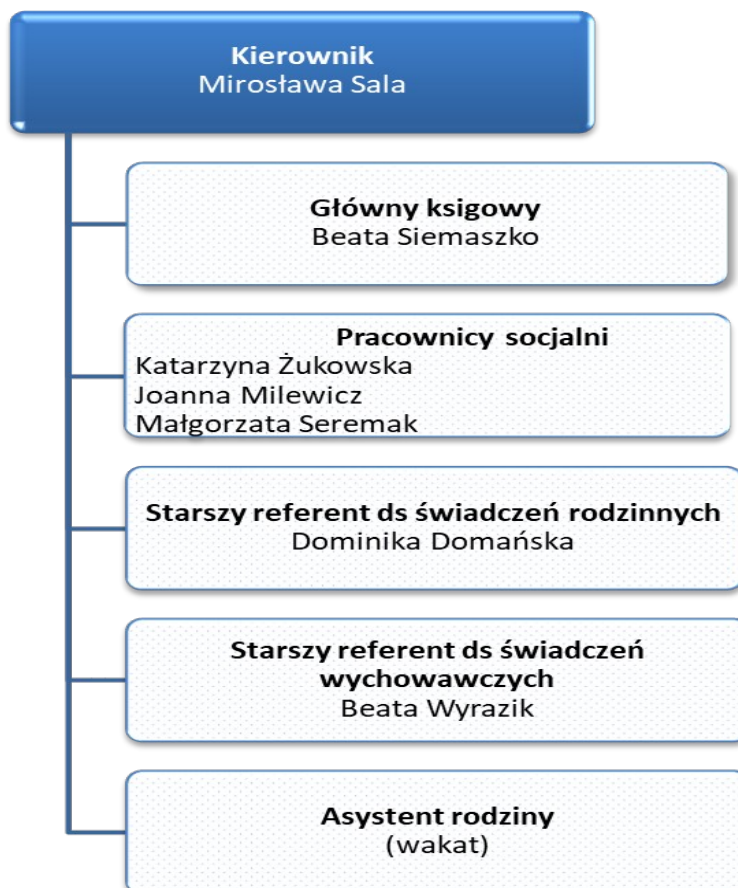 Kierownik
Mirosława Sala
Główny ksigowy
Beata Siemaszko
Pracownicy socjalni
Katarzyna Żukowska
Joanna Milewicz
Małgorzata Seremak
Starszy referent ds świadczeń rodzinnych
Dominika Domańska
Starszy referent ds świadczeń
wychowawczych
Beata Wyrazik
Asystent rodziny
(wakat)